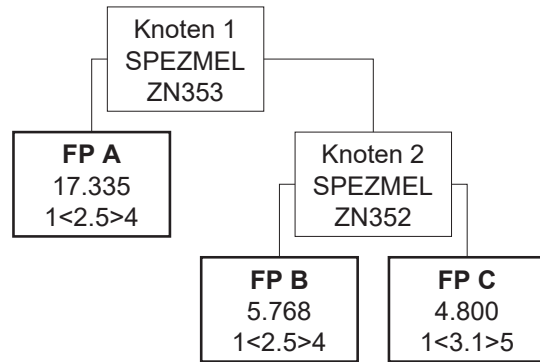 Knoten 1
SPEZMEL
ZN353
FP A
17.335
1<2.5>4
Knoten 2
SPEZMEL
ZN352
FP B
5.768
1<2.5>4
FP C
4.800
1<3.1>5